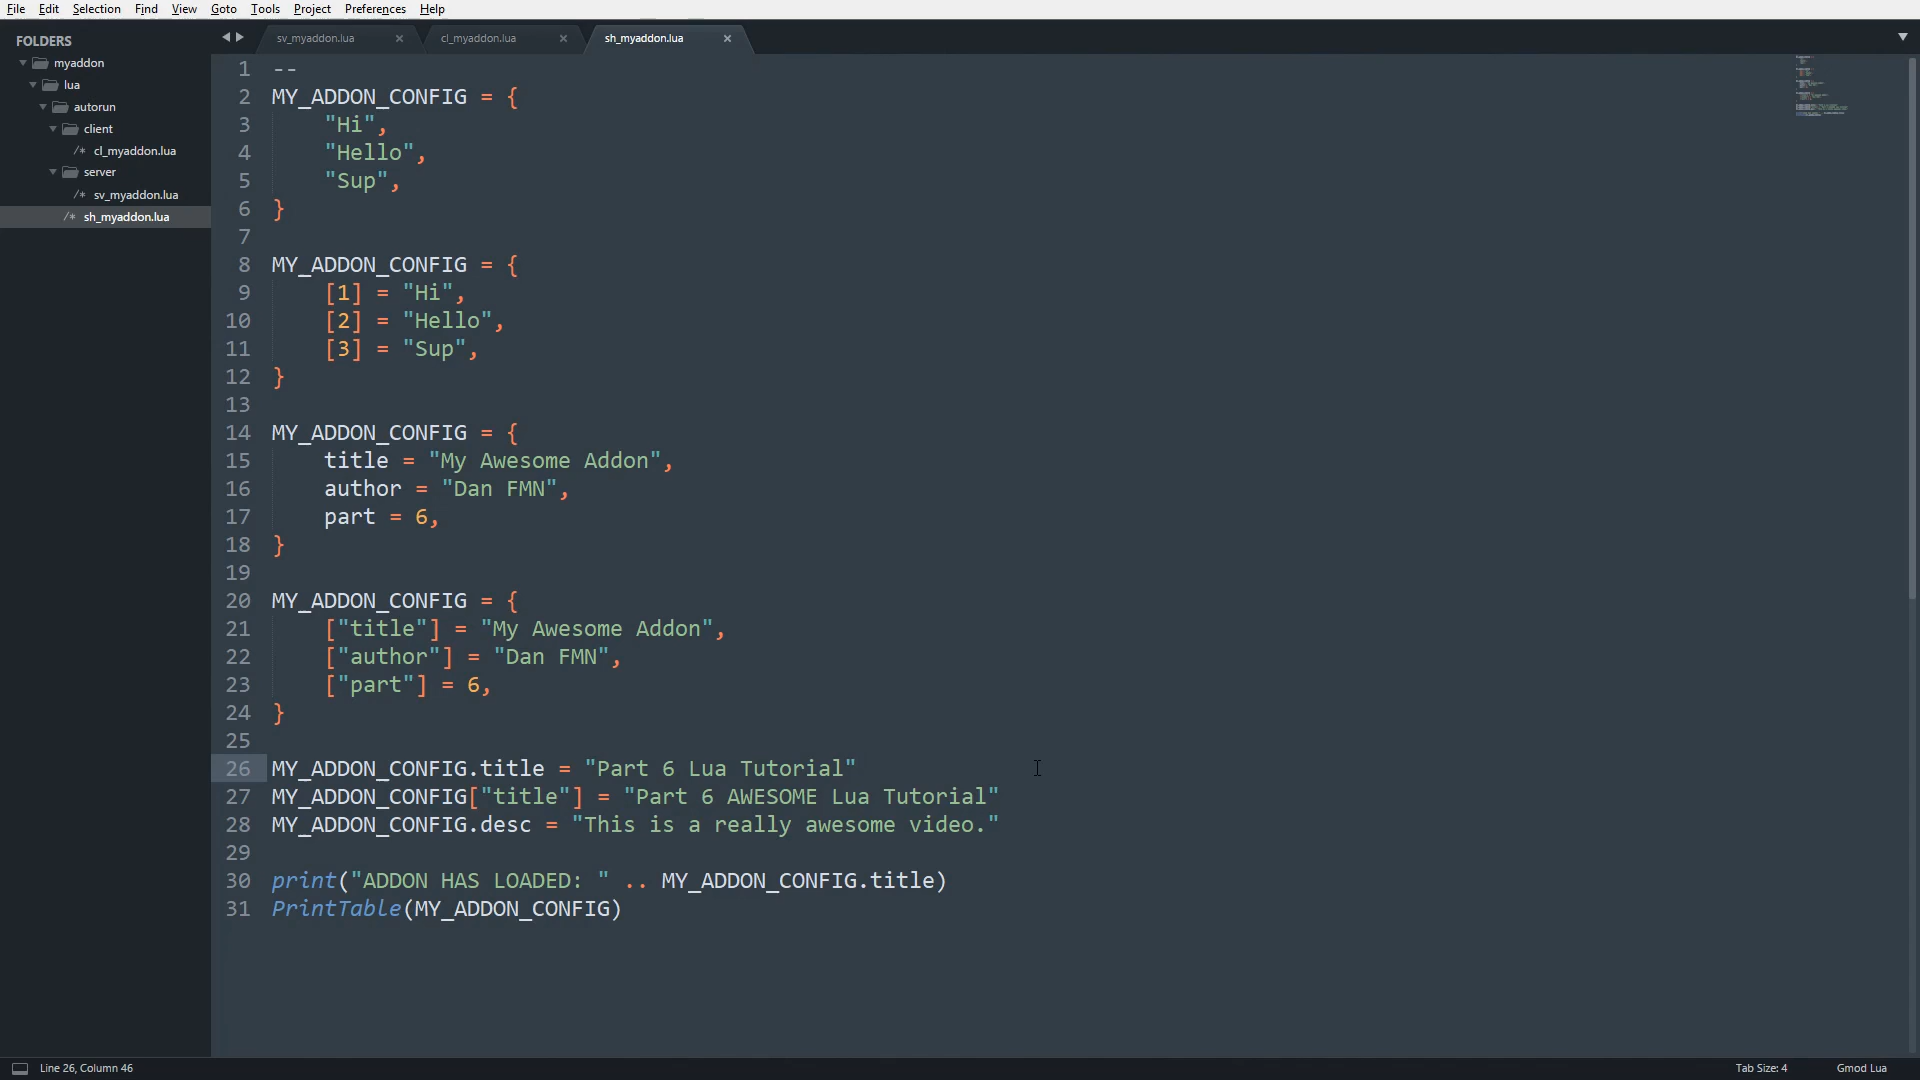 File Edit Selection Find View Goto Tools Project Preferences Help
FOLDERS
myaddon
lua
autorun
client
/* cl_myaddon.lua
server
/* sv_myaddon.lua
/* sh_myaddon.lua
sv_myaddon.lua × cl_myaddon.lua × sh_myaddon.lua ×
1 --
2 MY_ADDON_CONFIG = {
3 "Hi",
4 "Hello",
5 "Sup",
6 }
7
8 MY_ADDON_CONFIG = {
9 [1] = "Hi",
10 [2] = "Hello",
11 [3] = "Sup",
12 }
13
14 MY_ADDON_CONFIG = {
15 title = "My Awesome Addon",
16 author = "Dan FMN",
17 part = 6,
18 }
19
20 MY_ADDON_CONFIG = {
21 ["title"] = "My Awesome Addon",
22 ["author"] = "Dan FMN",
23 ["part"] = 6,
24 }
25
26 MY_ADDON_CONFIG.title = "Part 6 Lua Tutorial"
27 MY_ADDON_CONFIG["title"] = "Part 6 AWESOME Lua Tutorial"
28 MY_ADDON_CONFIG.desc = "This is a really awesome video."
29
30 print("ADDON HAS LOADED: " .. MY_ADDON_CONFIG.title)
31 PrintTable(MY_ADDON_CONFIG)
Line 26, Column 46 Tab Size: 4 Gmod Lua